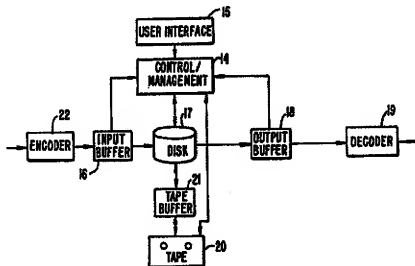 15
USER INTERFACE
14
CONTROL/
MANAGEMENT
22
ENCODER
INPUT
BUFFER
16
17
DISK
18
OUTPUT
BUFFER
19
DECODER
21
TAPE
BUFFER
TAPE
20